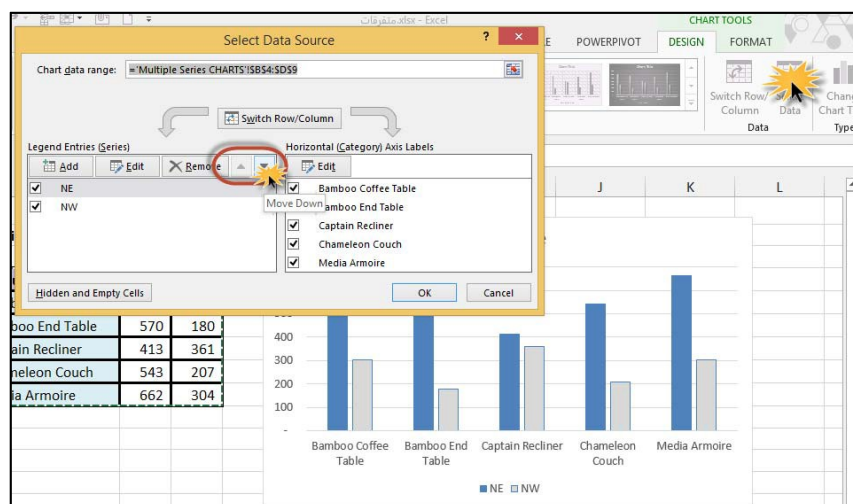 متفرقات.xlsx - Excel
CHART TOOLS
POWERPIVOT DESIGN FORMAT
Select Data Source
?
Switch Row/
Column
Chart
Data
Type
Chart data range: ='Multiple Series CHARTS'!$B$4:$D$9
Switch Row/Column
Legend Entries (Series)
Add Edit Remove
NE
NW
Move Down
Horizontal (Category) Axis Labels
Edit
Bamboo Coffee Table
Bamboo End Table
Captain Recliner
Chameleon Couch
Media Armoire
Hidden and Empty Cells
OK Cancel
J K L
boo End Table 570 180
ain Recliner 413 361
neleon Couch 543 207
ia Armoire 662 304
400
300
200
100
-
Bamboo Coffee Table
Bamboo End Table
Captain Recliner
Chameleon Couch
Media Armoire
NE NW